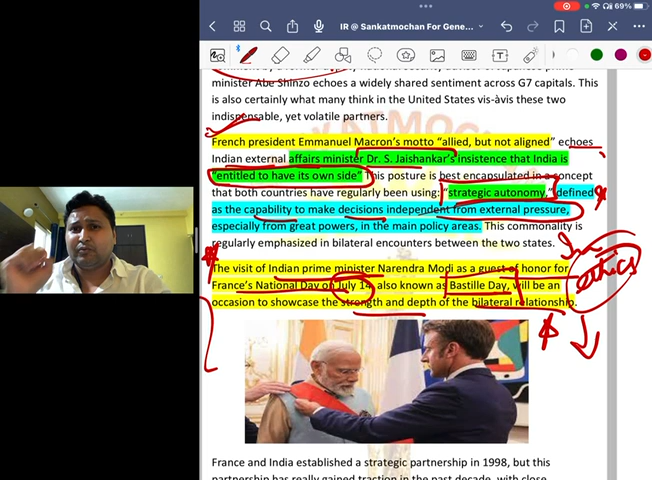 69%
IR @ Sankatmochan For Gene...
minister Abe Shinzo echoes a widely shared sentiment across G7 capitals. This
is also certainly what many think in the United States vis-àvis these two
indispensable, yet volatile partners.
French president Emmanuel Macron's motto "allied, but not aligned" echoes
Indian external affairs minister Dr. S. Jaishankar's insistence that India is
"entitled to have its own side" This posture is best encapsulated in a concept
that both countries have regularly been using: "strategic autonomy," defined
as the capability to make decisions independent from external pressure,
especially from great powers, in the main policy areas. This commonality is
regularly emphasized in bilateral encounters between the two states.
ethics
The visit of Indian prime minister Narendra Modi as a guest of honor for
France's National Day on July 14, also known as Bastille Day, will be an
occasion to showcase the strength and depth of the bilateral relationship.
France and India established a strategic partnership in 1998, but this
partnership has really gained traction in the past decade, with close